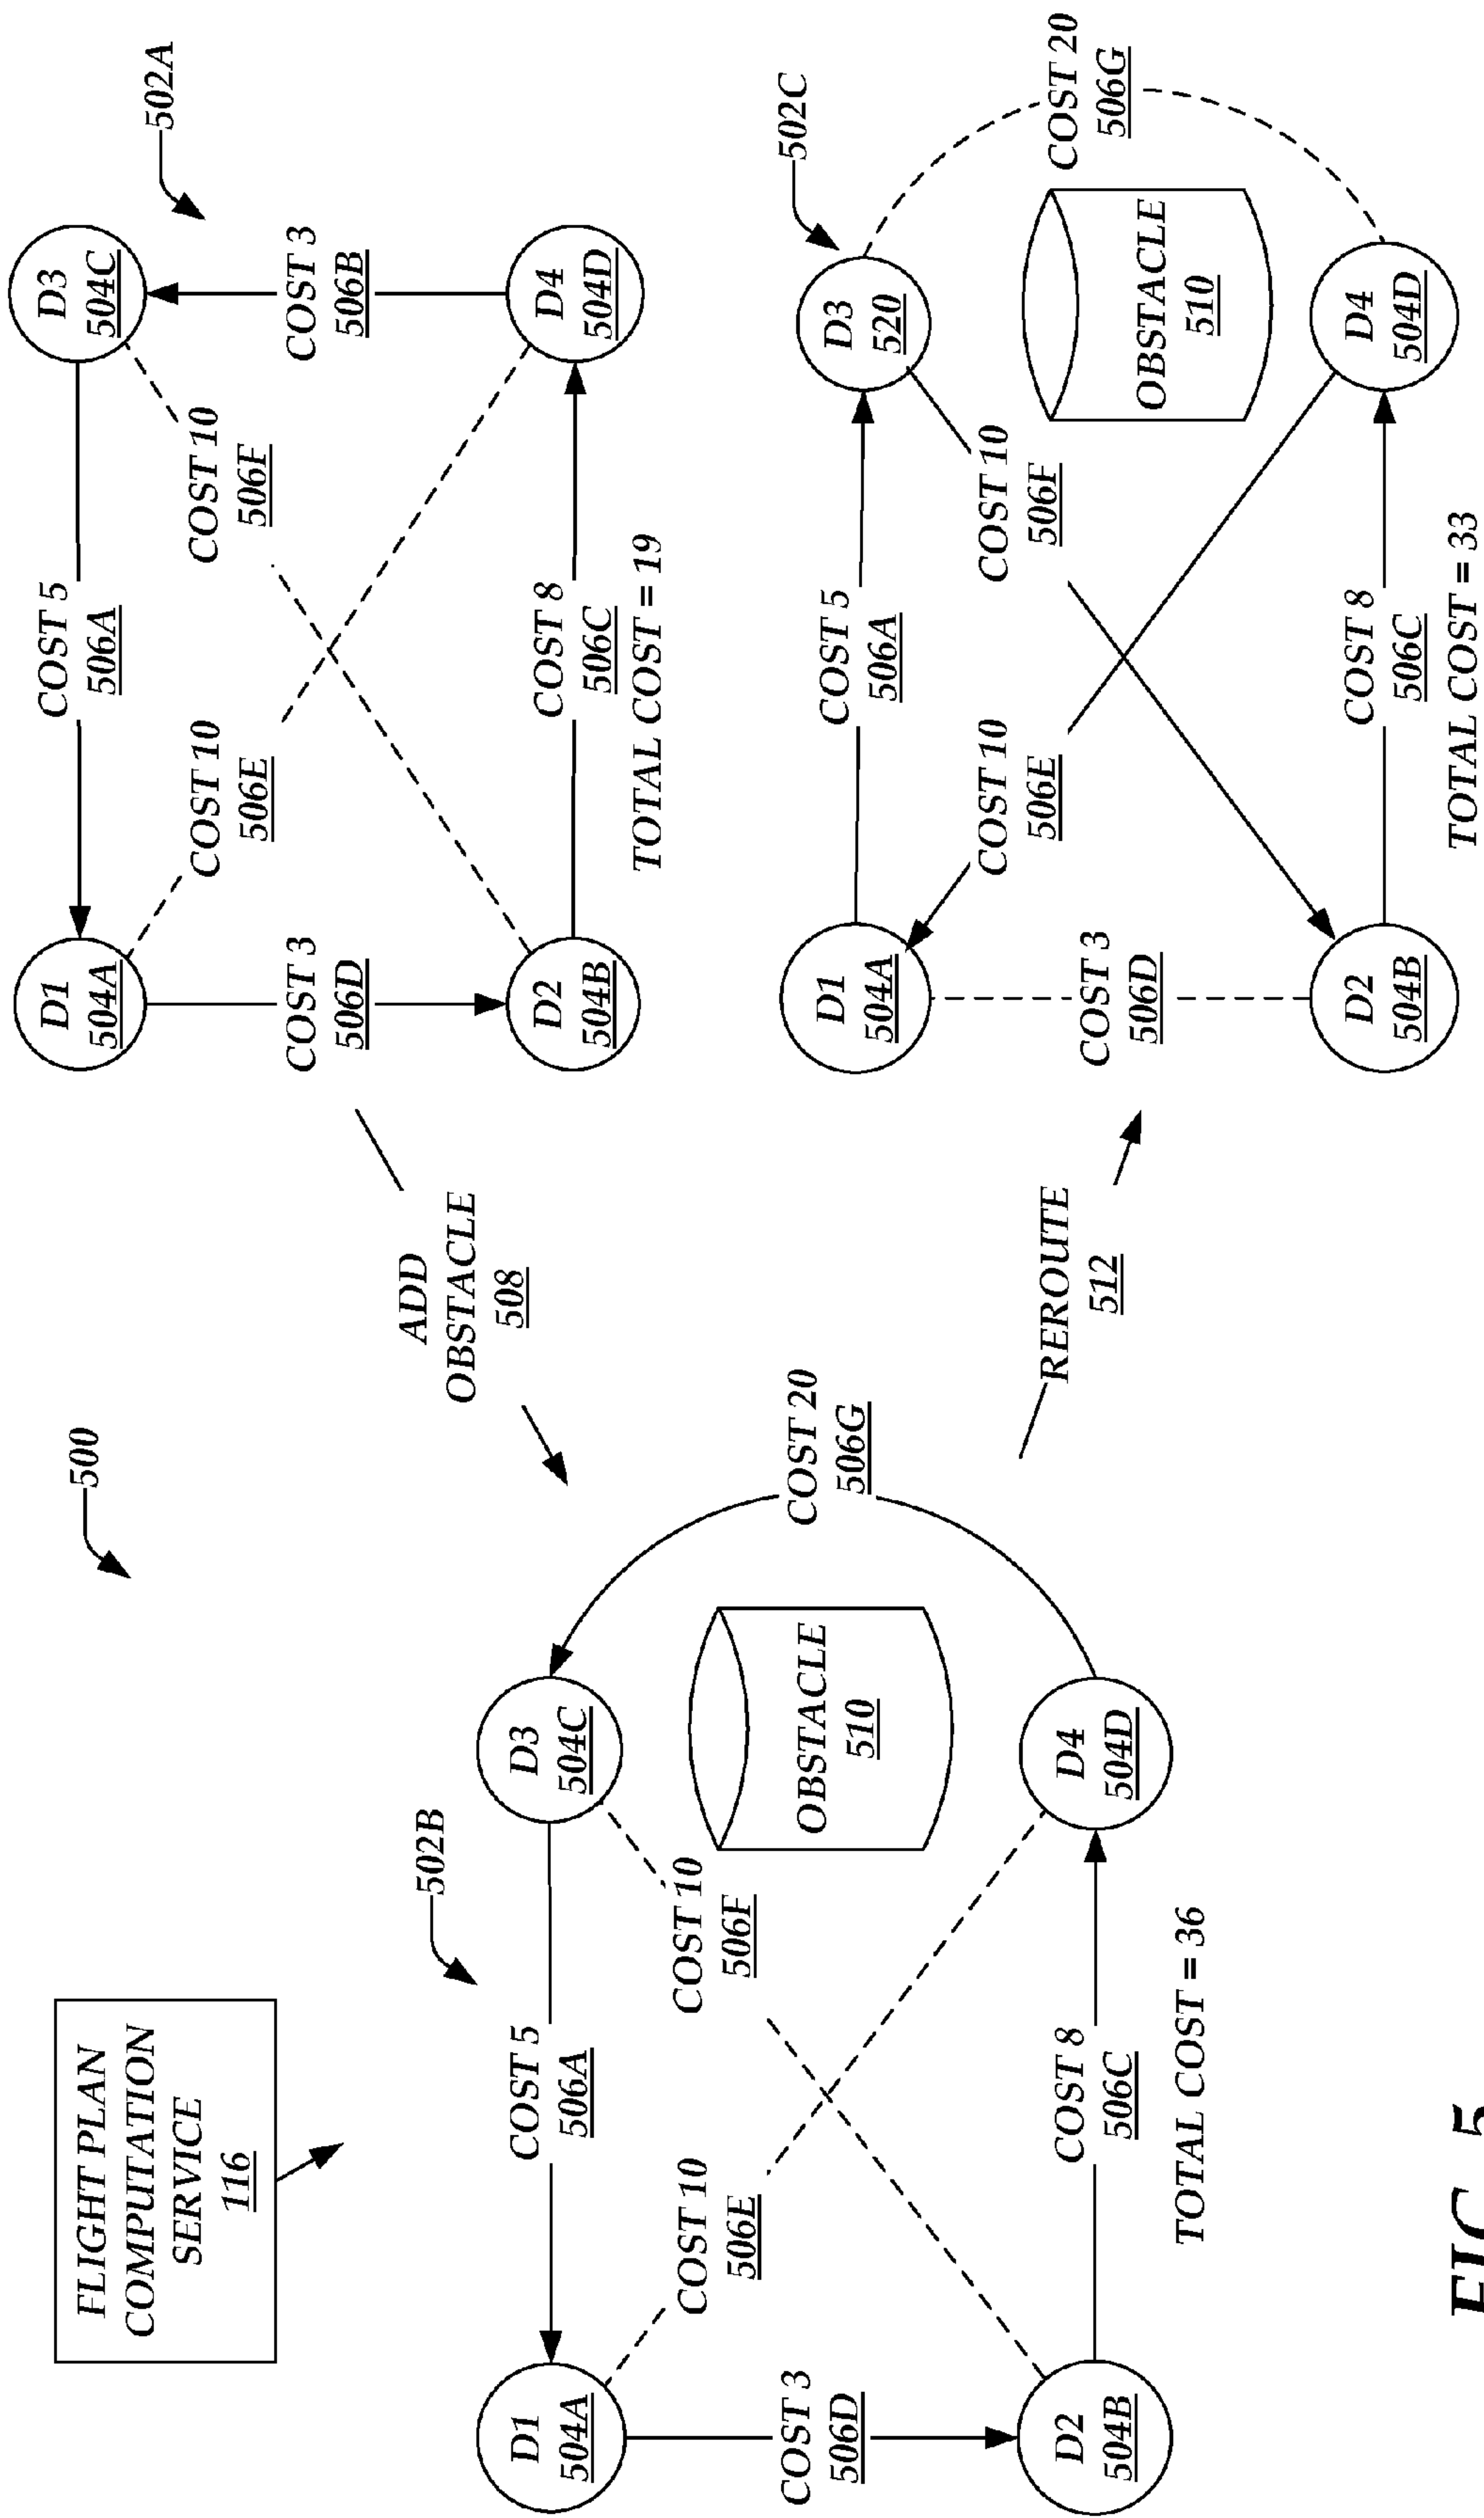 500
FLIGHT PLAN
COMPUTATION
SERVICE
116
502A
D1
504A
COST 5
506A
D3
504C
COST 10
506E
COST 10
506F
COST 3
506D
COST 3
506B
D2
504B
COST 8
506C
D4
504D
TOTAL COST = 19
ADD
OBSTACLE
508
502B
D1
504A
COST 5
506A
D3
504C
COST 10
506E
COST 10
506F
COST 3
506D
OBSTACLE
510
COST 20
506G
D2
504B
COST 8
506C
D4
504D
TOTAL COST = 36
REROUTE
512
502C
D1
504A
COST 5
506A
D3
520
COST 10
506E
COST 10
506F
COST 3
506D
OBSTACLE
510
COST 20
506G
D2
504B
COST 8
506C
D4
504D
TOTAL COST = 33
FIG. 5